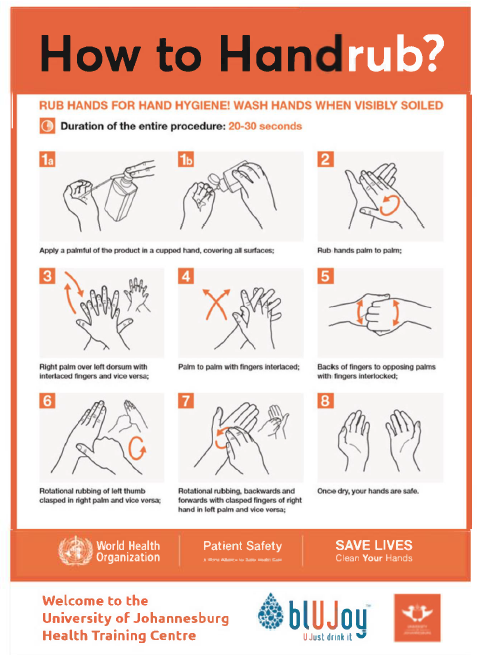 How to Handrub?
RUB HANDS FOR HAND HYGIENE! WASH HANDS WHEN VISIBLY SOILED
Duration of the entire procedure: 20-30 seconds
1a
1b
2
Apply a palmful of the product in a cupped hand, covering all surfaces;
Rub hands palm to palm;
3
4
5
Right palm over left dorsum with
interlaced fingers and vice versa;
Palm to palm with fingers interlaced;
Backs of fingers to opposing palms
with fingers interlocked;
6
7
8
Rotational rubbing of left thumb
clasped in right palm and vice versa;
Rotational rubbing, backwards and
forwards with clasped fingers of right
hand in left palm and vice versa;
Once dry, your hands are safe.
World Health
Organization
Patient Safety
A World Alliance for Safer Health Care
SAVE LIVES
Clean Your Hands
Welcome to the
University of Johannesburg
Health Training Centre
blUJoy™
U Just drink it
UNIVERSITY
JOHANNESBURG